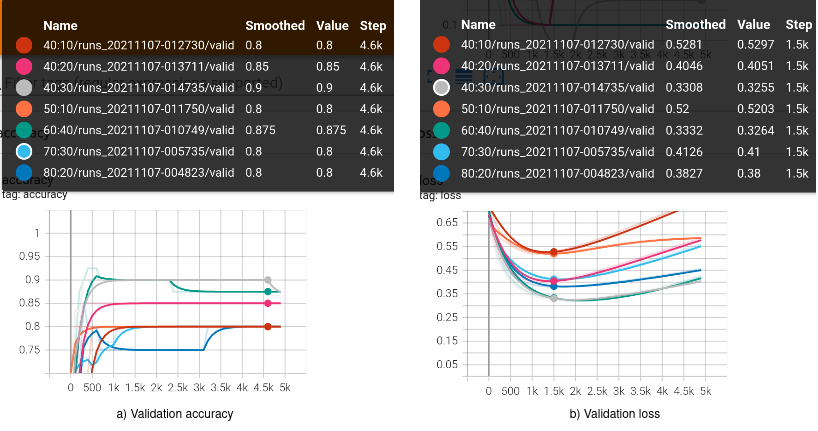 Name Smoothed Value Step
40:10/runs_20211107-012730/valid 0.8 0.8 4.6k
40:20/runs_20211107-013711/valid 0.85 0.85 4.6k
40:30/runs_20211107-014735/valid 0.9 0.9 4.6k
50:10/runs_20211107-011750/valid 0.8 0.8 4.6k
60:40/runs_20211107-010749/valid 0.875 0.875 4.6k
70:30/runs_20211107-005735/valid 0.8 0.8 4.6k
80:20/runs_20211107-004823/valid 0.8 0.8 4.6k
accuracy
tag: accuracy
1
0.95
0.9
0.85
0.8
0.75
0 500 1k 1.5k 2k 2.5k 3k 3.5k 4k 4.5k 5k
a) Validation accuracy
0.1
Name Smoothed Value Step
40:10/runs_20211107-012730/valid 0.5281 0.5297 1.5k
40:20/runs_20211107-013711/valid 0.4046 0.4051 1.5k
40:30/runs_20211107-014735/valid 0.3308 0.3255 1.5k
50:10/runs_20211107-011750/valid 0.52 0.5203 1.5k
60:40/runs_20211107-010749/valid 0.3332 0.3264 1.5k
70:30/runs_20211107-005735/valid 0.4126 0.41 1.5k
80:20/runs_20211107-004823/valid 0.3827 0.38 1.5k
loss
tag: loss
0.65
0.55
0.45
0.35
0.25
0.15
0.05
0 500 1k 1.5k 2k 2.5k 3k 3.5k 4k 4.5k 5k
b) Validation loss